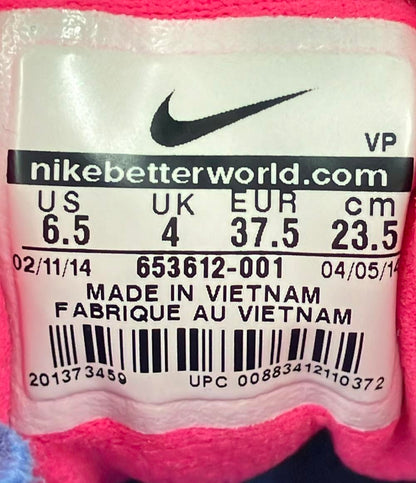 VP
nikebetterworld.com
US UK EUR cm
6.5 4 37.5 23.5
02/11/14 653612-001 04/05/14
MADE IN VIETNAM
FABRIQUE AU VIETNAM
201373459 UPC 00883412110372